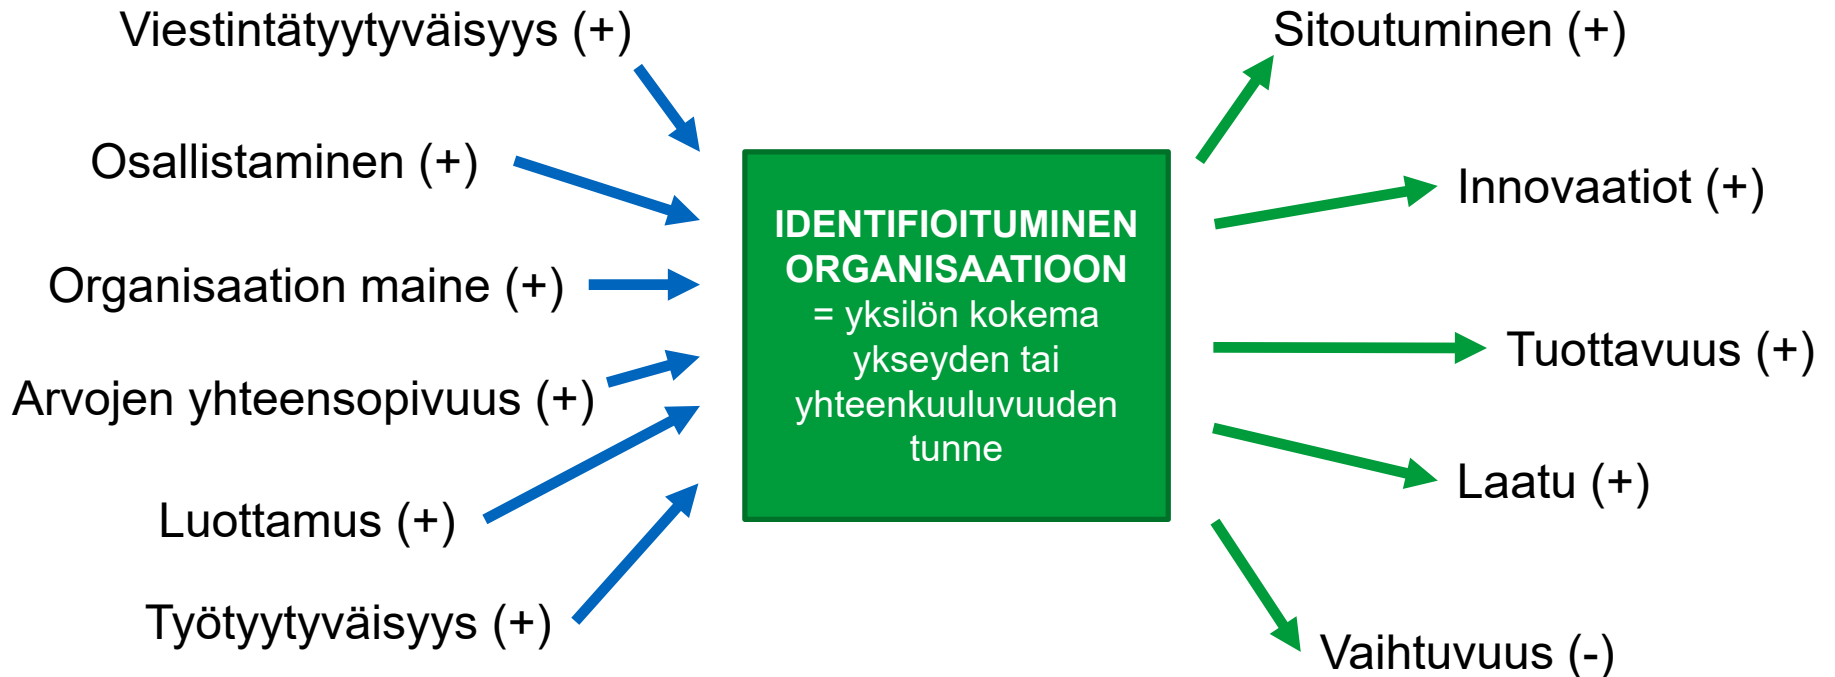 Viestintätyytyväisyys (+)
Osallistaminen (+)
Organisaation maine (+)
Arvojen yhteensopivuus (+)
Luottamus (+)
Työtyytyväisyys (+)
IDENTIFIOITUMINEN
ORGANISAATIOON
= yksilön kokema
ykseyden tai
yhteenkuuluvuuden
tunne
Sitoutuminen (+)
Innovaatiot (+)
Tuottavuus (+)
Laatu (+)
Vaihtuvuus (-)